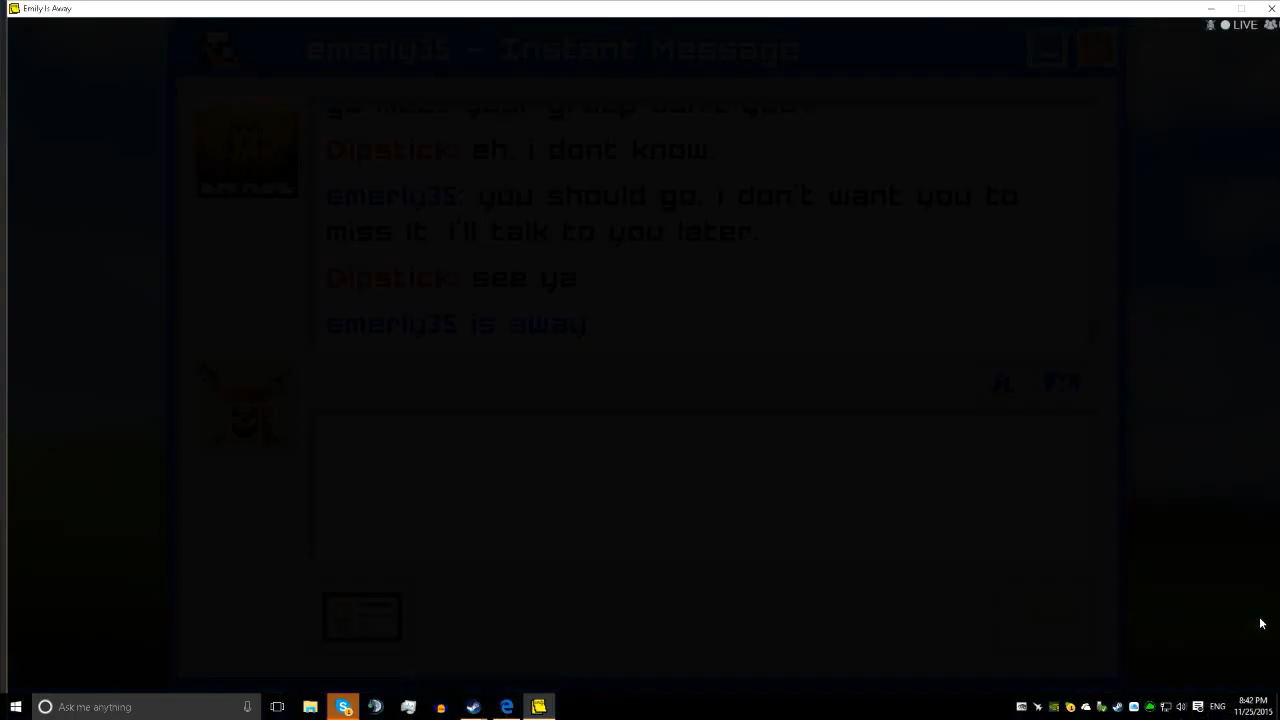 Emily Is Away
LIVE
emerly35 - Instant Message
Dipstick: eh, i dont know.
emerly35: you should go, i don't want you to
miss it. i'll talk to you later.
Dipstick: see ya
emerly35 is away
Ask me anything
ENG
8:42 PM
11/25/2015